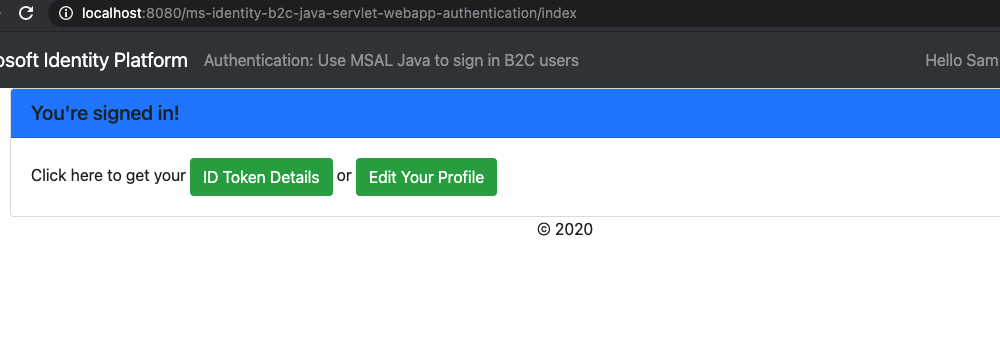 localhost:8080/ms-identity-b2c-java-servlet-webapp-authentication/index
osoft Identity Platform Authentication: Use MSAL Java to sign in B2C users Hello Sam
You're signed in!
Click here to get your ID Token Details or Edit Your Profile
© 2020